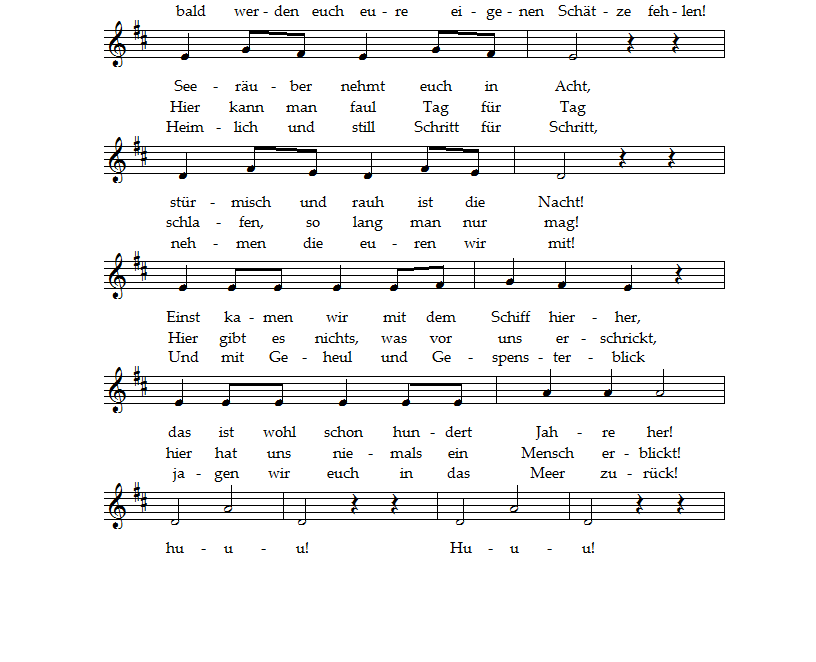 bald wer - den euch eu - re ei - ge - nen Schät - ze feh - len!
See - räu - ber nehmt euch in Acht,
Hier kann man faul Tag für Tag
Heim - lich und still Schritt für Schritt,
stür - misch und rauh ist die Nacht!
schla - fen, so lang man nur mag!
neh - men die eu - ren wir mit!
Einst ka - men wir mit dem Schiff hier - her,
Hier gibt es nichts, was vor uns er - schrickt,
Und mit Ge - heul und Ge - spens - ter - blick
das ist wohl schon hun - dert Jah - re her!
hier hat uns nie - mals ein Mensch er - blickt!
ja - gen wir euch in das Meer zu - rück!
hu - u - u! Hu - u - u!